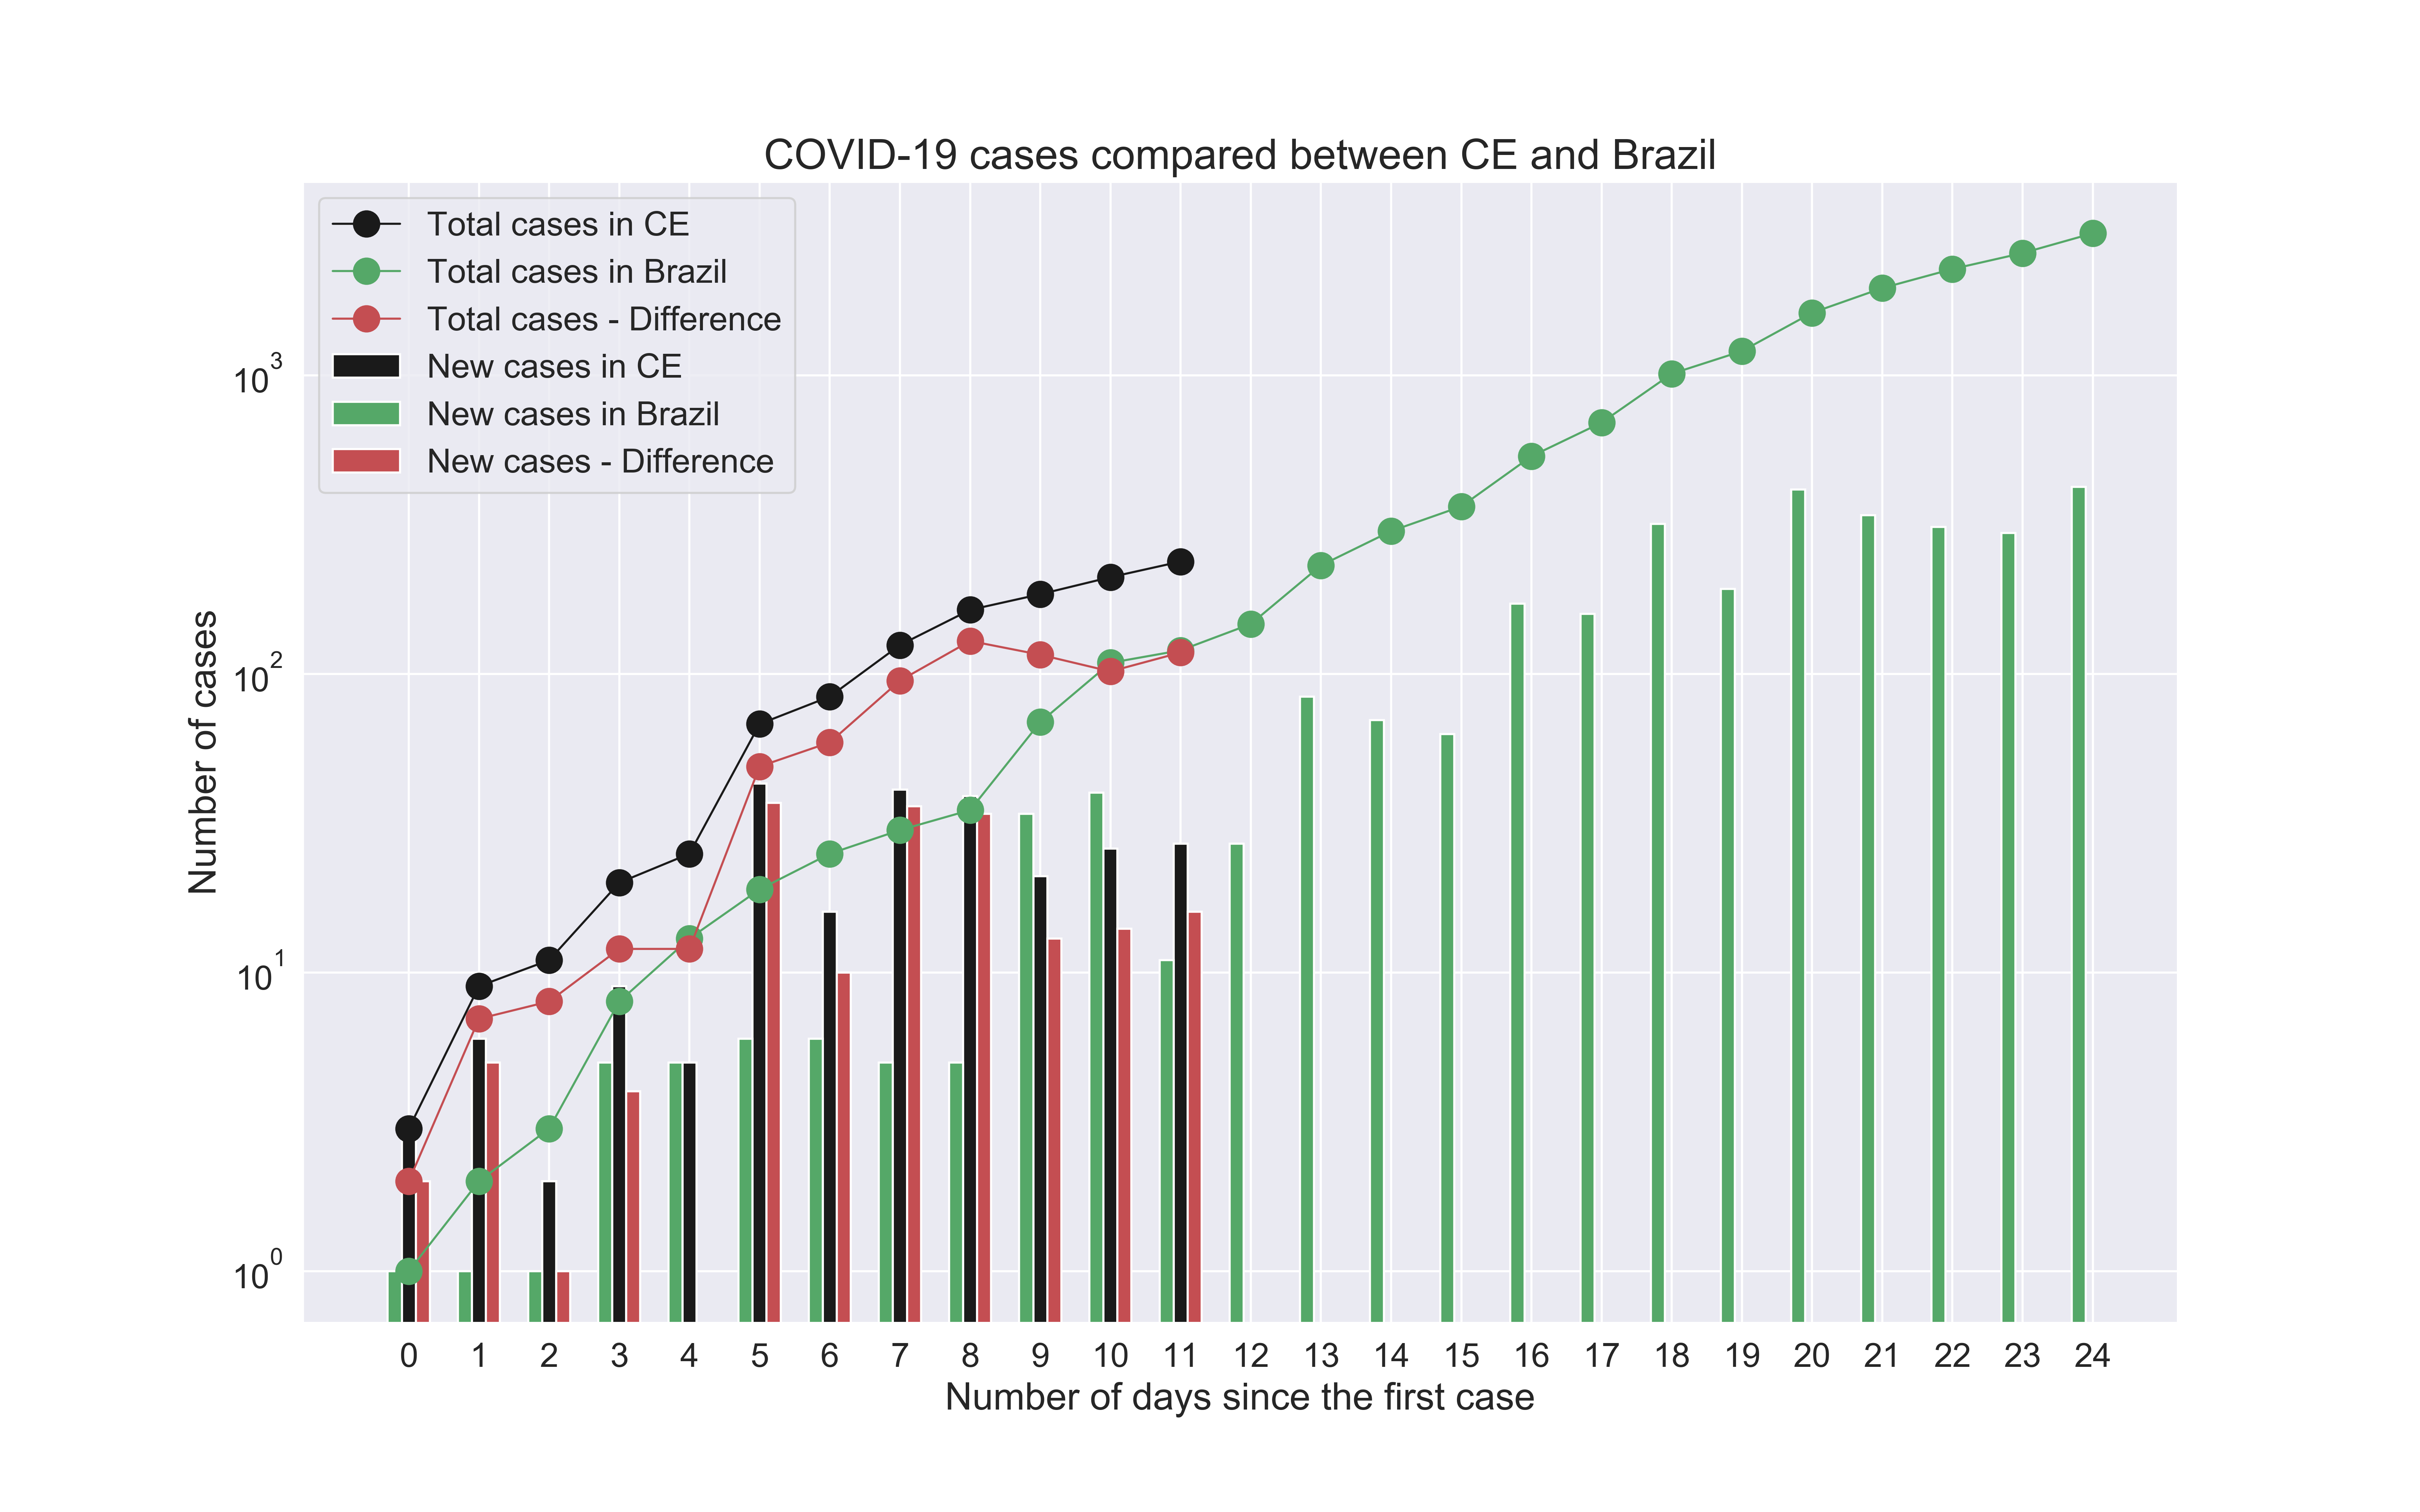 COVID-19 cases compared between CE and Brazil
Total cases in CE
Total cases in Brazil
Total cases - Difference
New cases in CE
New cases in Brazil
New cases - Difference
Number of cases
10^3
10^2
10^1
10^0
0 1 2 3 4 5 6 7 8 9 10 11 12 13 14 15 16 17 18 19 20 21 22 23 24
Number of days since the first case